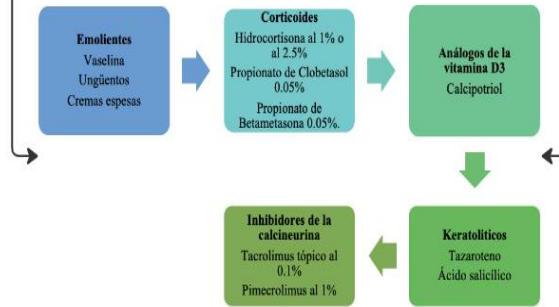 Emolientes
Vaselina
Ungüentos
Cremas espesas
Corticoides
Hidrocortisona al 1% o
al 2.5%
Propionato de Clobetasol
0.05%
Propionato de
Betametasona 0.05%.
Análogos de la
vitamina D3
Calcipotriol
Keratolíticos
Tazaroteno
Ácido salicílico
Inhibidores de la
calcineurina
Tacrolimus tópico al
0.1%
Pimecrolimus al 1%